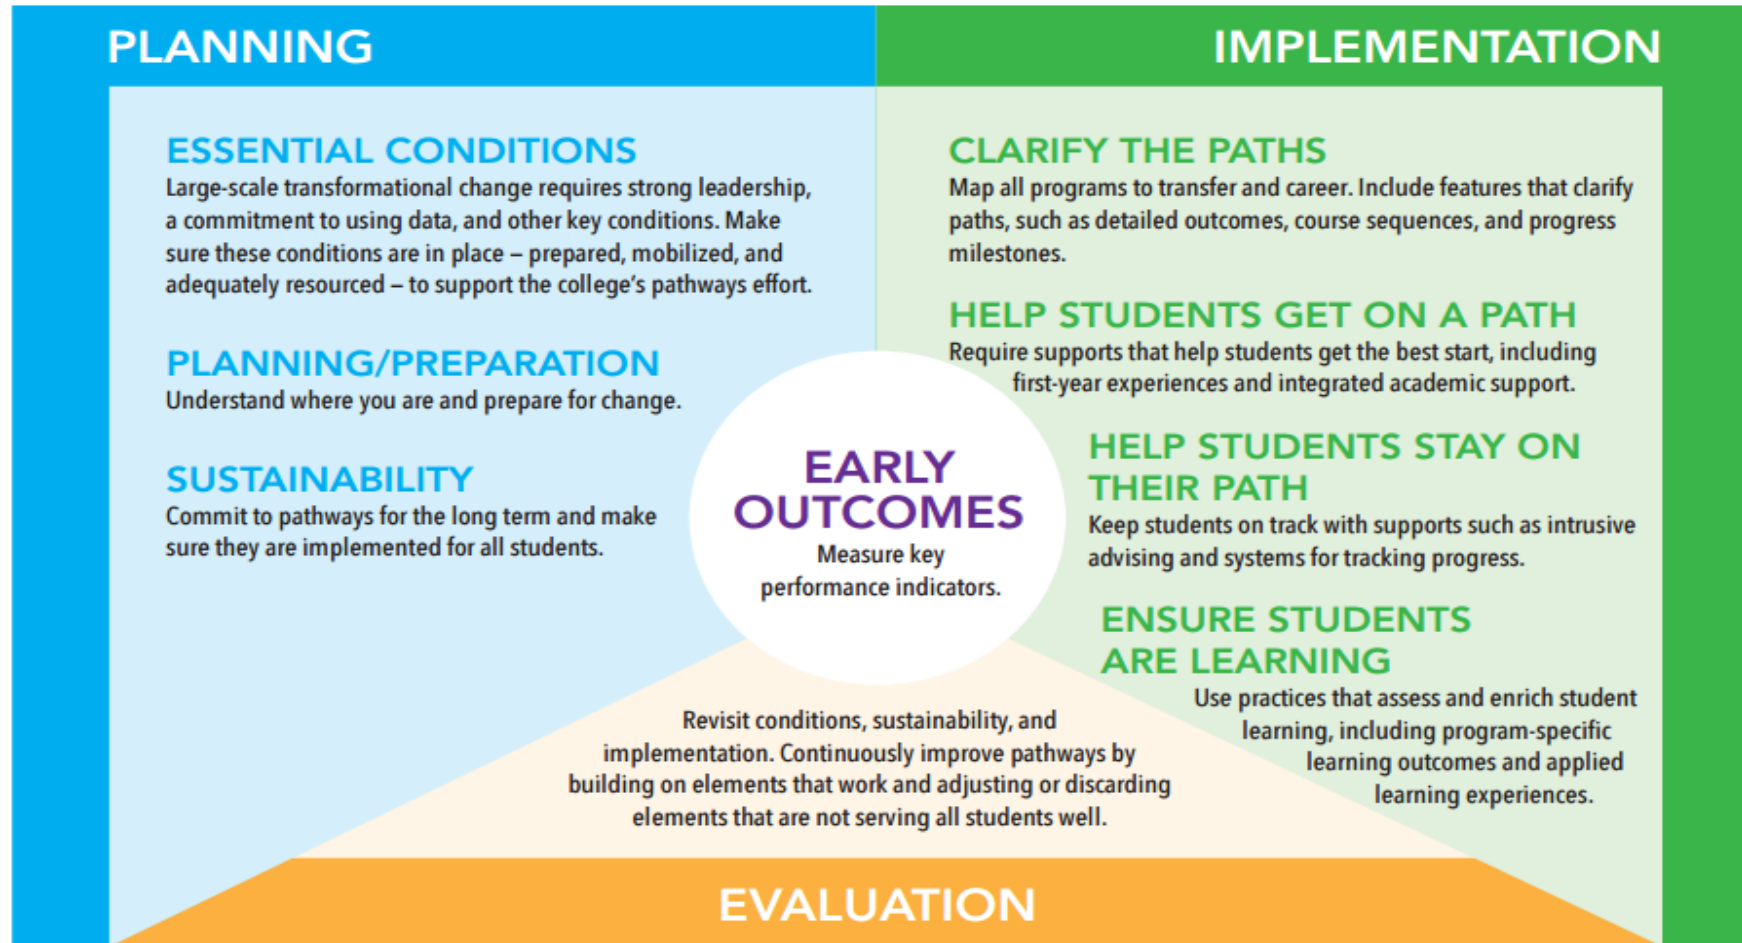 PLANNING
ESSENTIAL CONDITIONS
Large-scale transformational change requires strong leadership,
a commitment to using data, and other key conditions. Make
sure these conditions are in place – prepared, mobilized, and
adequately resourced – to support the college’s pathways effort.
PLANNING/PREPARATION
Understand where you are and prepare for change.
SUSTAINABILITY
Commit to pathways for the long term and make
sure they are implemented for all students.
IMPLEMENTATION
CLARIFY THE PATHS
Map all programs to transfer and career. Include features that clarify
paths, such as detailed outcomes, course sequences, and progress
milestones.
HELP STUDENTS GET ON A PATH
Require supports that help students get the best start, including
first-year experiences and integrated academic support.
HELP STUDENTS STAY ON
THEIR PATH
Keep students on track with supports such as intrusive
advising and systems for tracking progress.
ENSURE STUDENTS
ARE LEARNING
Use practices that assess and enrich student
learning, including program-specific
learning outcomes and applied
learning experiences.
EARLY
OUTCOMES
Measure key
performance indicators.
Revisit conditions, sustainability, and
implementation. Continuously improve pathways by
building on elements that work and adjusting or discarding
elements that are not serving all students well.
EVALUATION